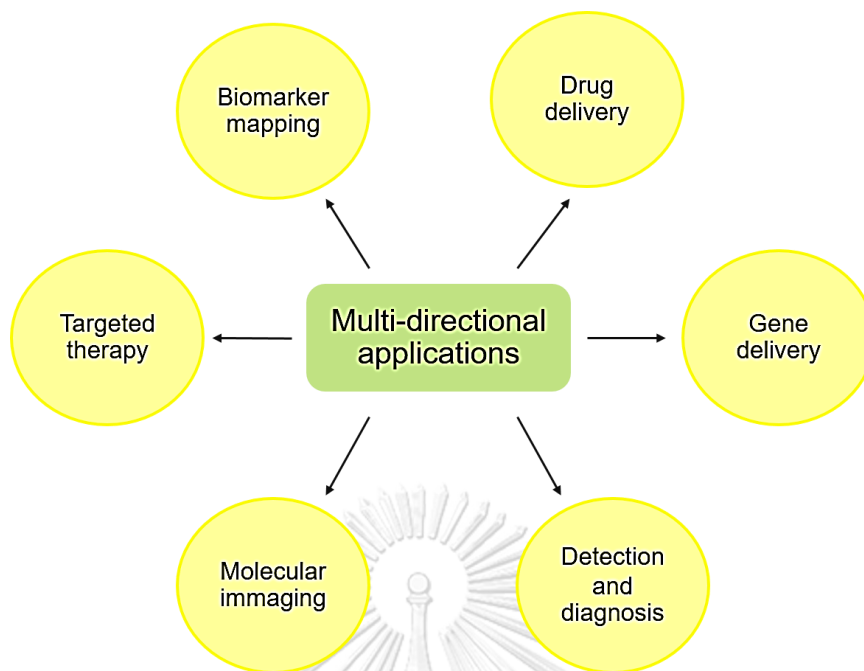 Biomarker
mapping
Drug
delivery
Targeted
therapy
Multi-directional
applications
Gene
delivery
Molecular
immaging
Detection
and
diagnosis